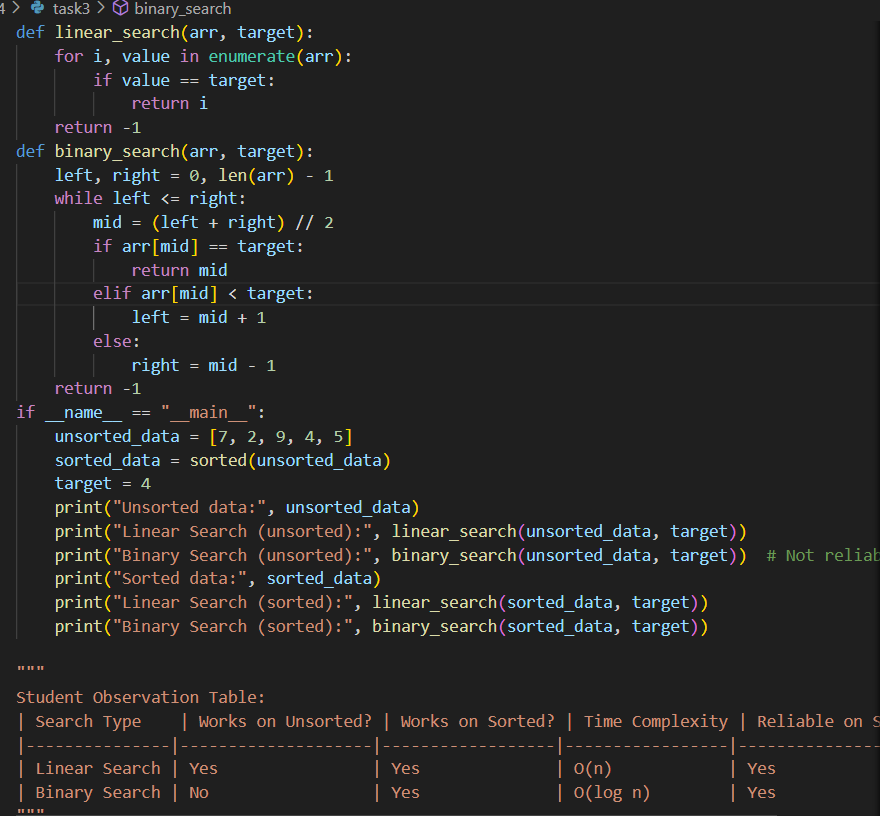 4 > task3 > binary_search
def linear_search(arr, target):
    for i, value in enumerate(arr):
        if value == target:
            return i
    return -1
def binary_search(arr, target):
    left, right = 0, len(arr) - 1
    while left <= right:
        mid = (left + right) // 2
        if arr[mid] == target:
            return mid
        elif arr[mid] < target:
            left = mid + 1
        else:
            right = mid - 1
    return -1
if __name__ == "__main__":
    unsorted_data = [7, 2, 9, 4, 5]
    sorted_data = sorted(unsorted_data)
    target = 4
    print("Unsorted data:", unsorted_data)
    print("Linear Search (unsorted):", linear_search(unsorted_data, target))
    print("Binary Search (unsorted):", binary_search(unsorted_data, target))  # Not reliab
    print("Sorted data:", sorted_data)
    print("Linear Search (sorted):", linear_search(sorted_data, target))
    print("Binary Search (sorted):", binary_search(sorted_data, target))
"""
Student Observation Table:
| Search Type    | Works on Unsorted? | Works on Sorted? | Time Complexity | Reliable on S
|---------------|--------------------|------------------|-----------------|---------------
| Linear Search | Yes                | Yes              | O(n)            | Yes
| Binary Search | No                 | Yes              | O(log n)        | Yes
"""